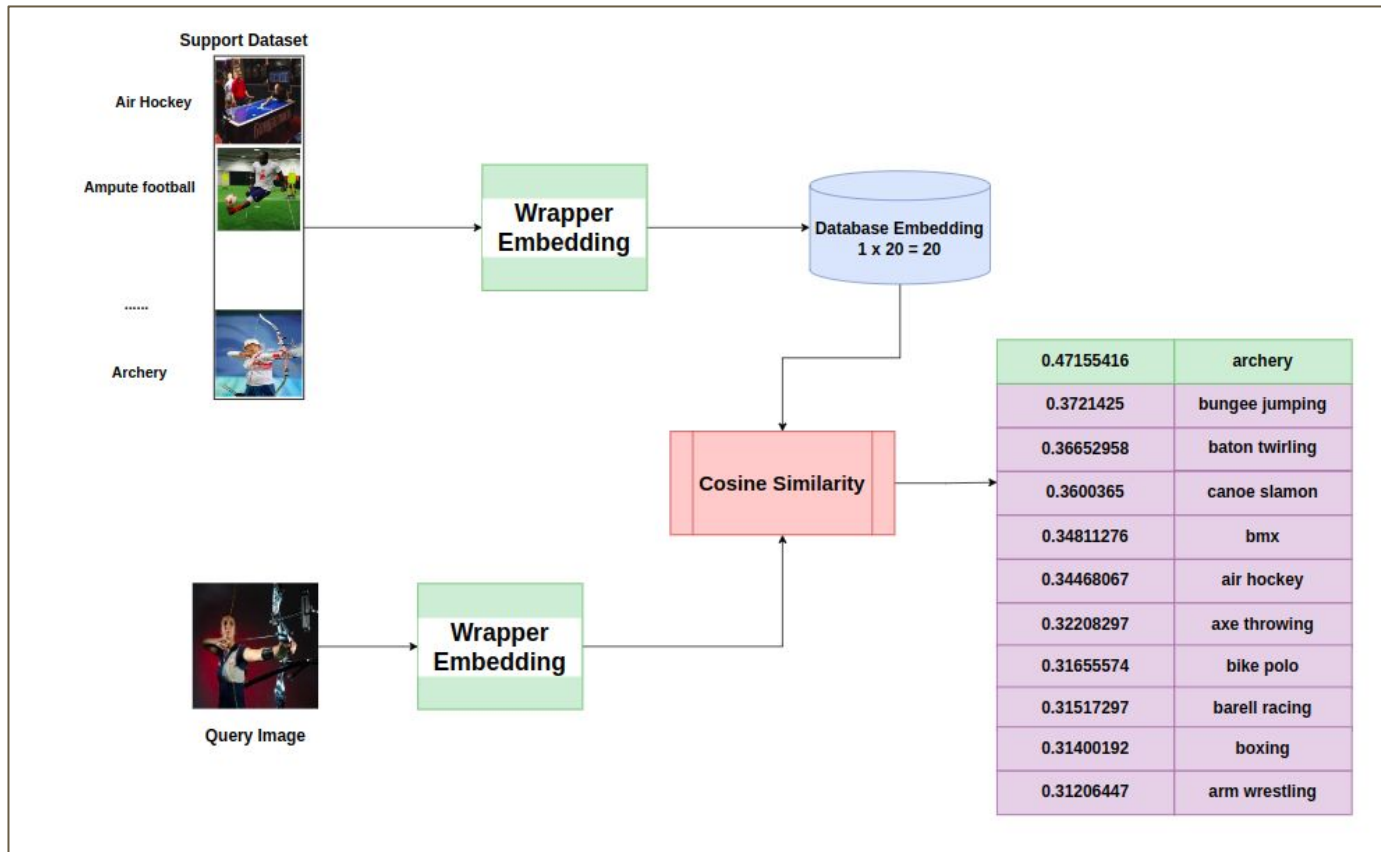 Support Dataset
Air Hockey
Ampute football
......
Archery
Wrapper
Embedding
Database Embedding
1 x 20 = 20
Cosine Similarity
Query Image
Wrapper
Embedding
0.47155416 archery
0.3721425 bungee jumping
0.36652958 baton twirling
0.3600365 canoe slamon
0.34811276 bmx
0.34468067 air hockey
0.32208297 axe throwing
0.31655574 bike polo
0.31517297 barell racing
0.31400192 boxing
0.31206447 arm wrestling